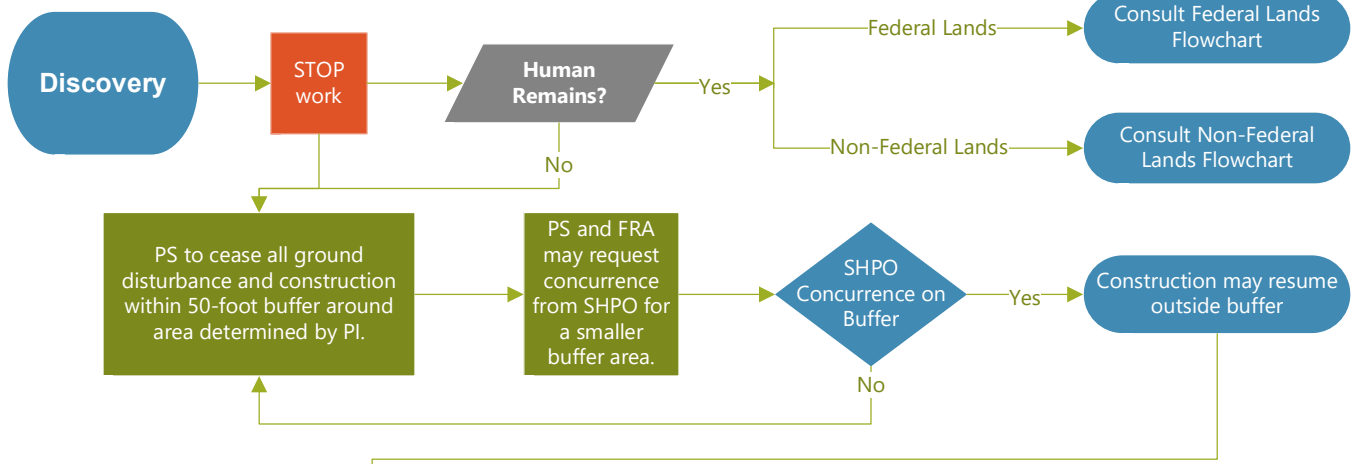 Discovery
STOP
work
Human
Remains?
Yes
Federal Lands
Consult Federal Lands
Flowchart
Non-Federal Lands
Consult Non-Federal
Lands Flowchart
No
PS to cease all ground
disturbance and construction
within 50-foot buffer around
area determined by PI.
PS and FRA
may request
concurrence
from SHPO for
a smaller
buffer area.
SHPO
Concurrence on
Buffer
Yes
Construction may resume
outside buffer
No